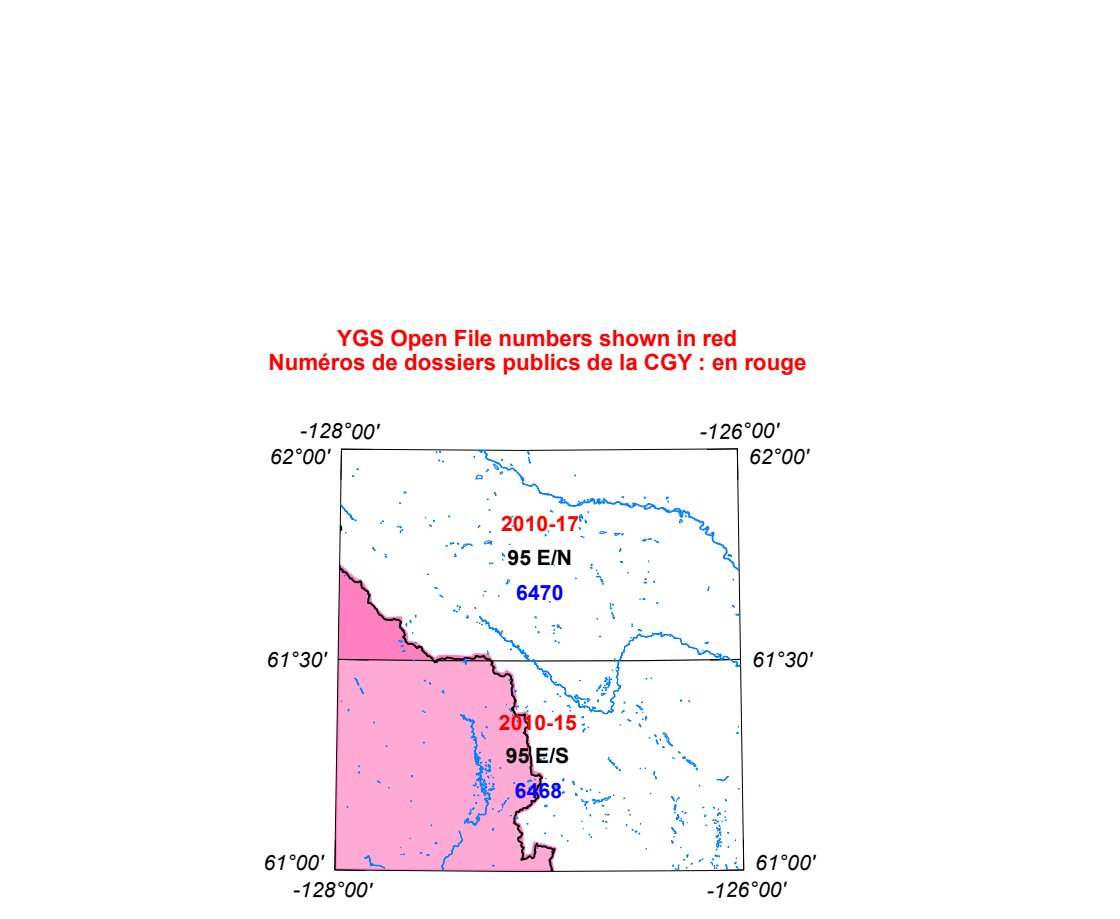 YGS Open File numbers shown in red
Numéros de dossiers publics de la CGY : en rouge
-128°00' -126°00'
62°00' 62°00'
2010-17
95 E/N
6470
61°30' 61°30'
2010-15
95 E/S
6468
61°00' 61°00'
-128°00' -126°00'